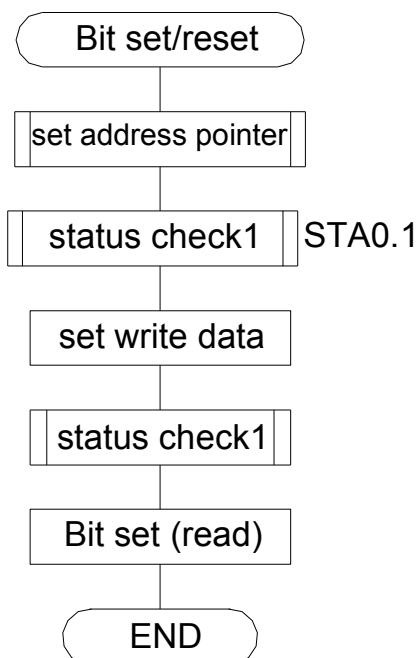 Bit set/reset
set address pointer
status check1 STA0.1
set write data
status check1
Bit set (read)
END